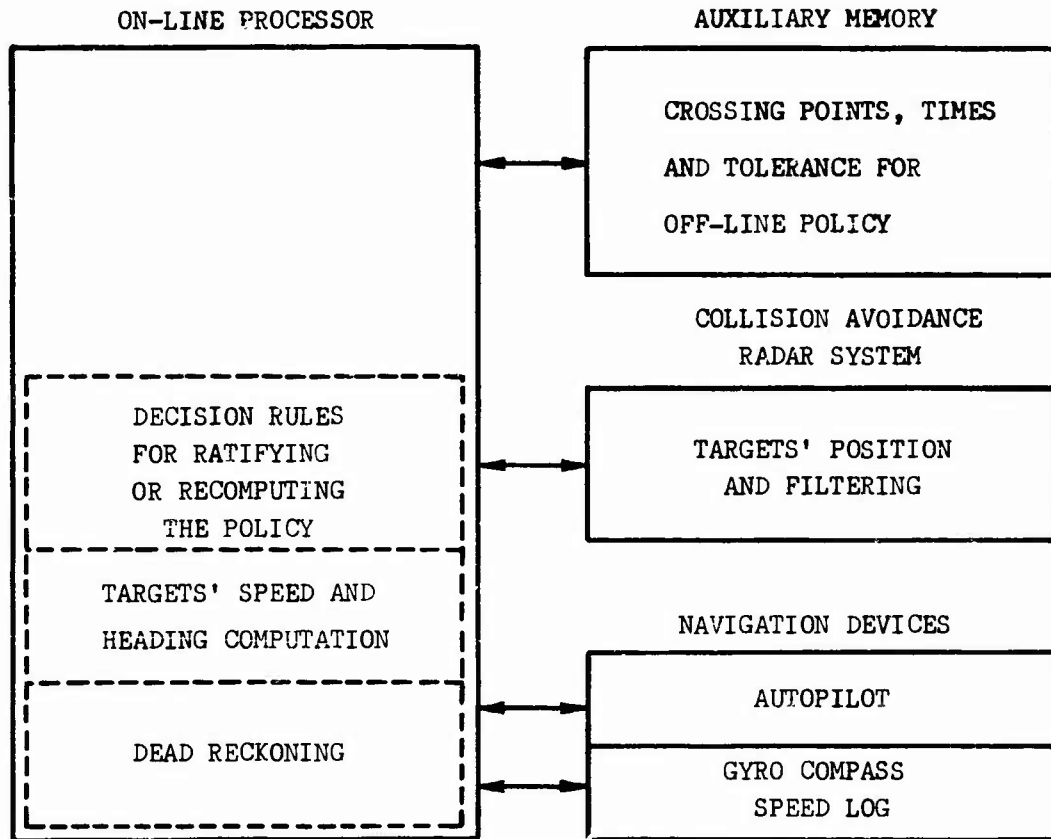 ON-LINE PROCESSOR
DECISION RULES
FOR RATIFYING
OR RECOMPUTING
THE POLICY
TARGETS' SPEED AND
HEADING COMPUTATION
DEAD RECKONING
AUXILIARY MEMORY
CROSSING POINTS, TIMES
AND TOLERANCE FOR
OFF-LINE POLICY
COLLISION AVOIDANCE
RADAR SYSTEM
TARGETS' POSITION
AND FILTERING
NAVIGATION DEVICES
AUTOPILOT
GYRO COMPASS
SPEED LOG